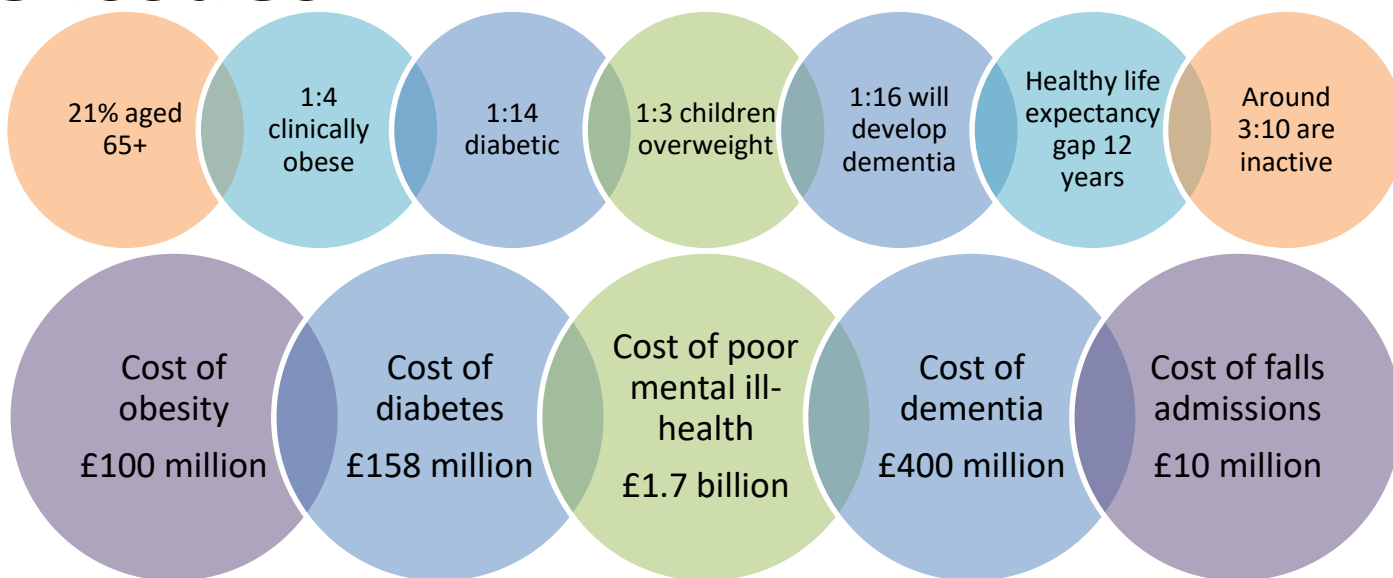 21% aged
65+
1:4
clinically
obese
1:14
diabetic
1:3 children
overweight
1:16 will
develop
dementia
Healthy life
expectancy
gap 12
years
Around
3:10 are
inactive
Cost of
obesity
£100 million
Cost of
diabetes
£158 million
Cost of poor
mental ill-
health
£1.7 billion
Cost of
dementia
£400 million
Cost of falls
admissions
£10 million